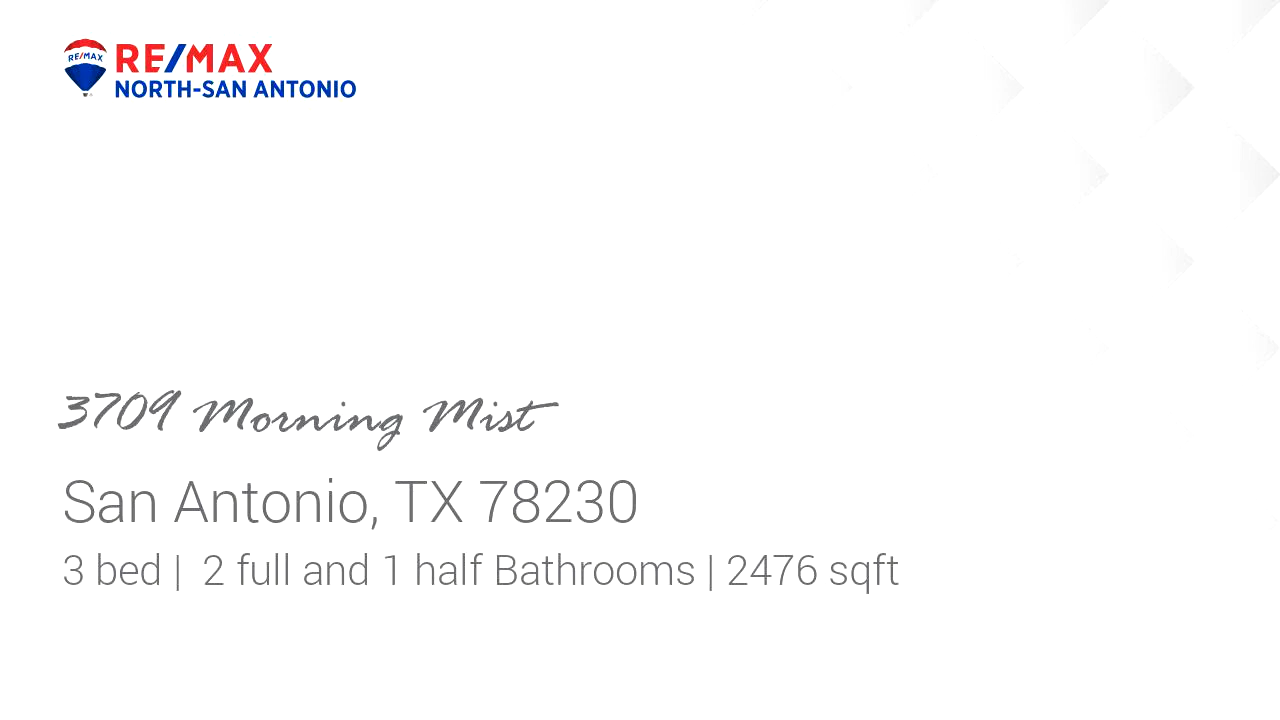 RE/MAX
RE/MAX
NORTH-SAN ANTONIO
3709 Morning Mist
San Antonio, TX 78230
3 bed | 2 full and 1 half Bathrooms | 2476 sqft